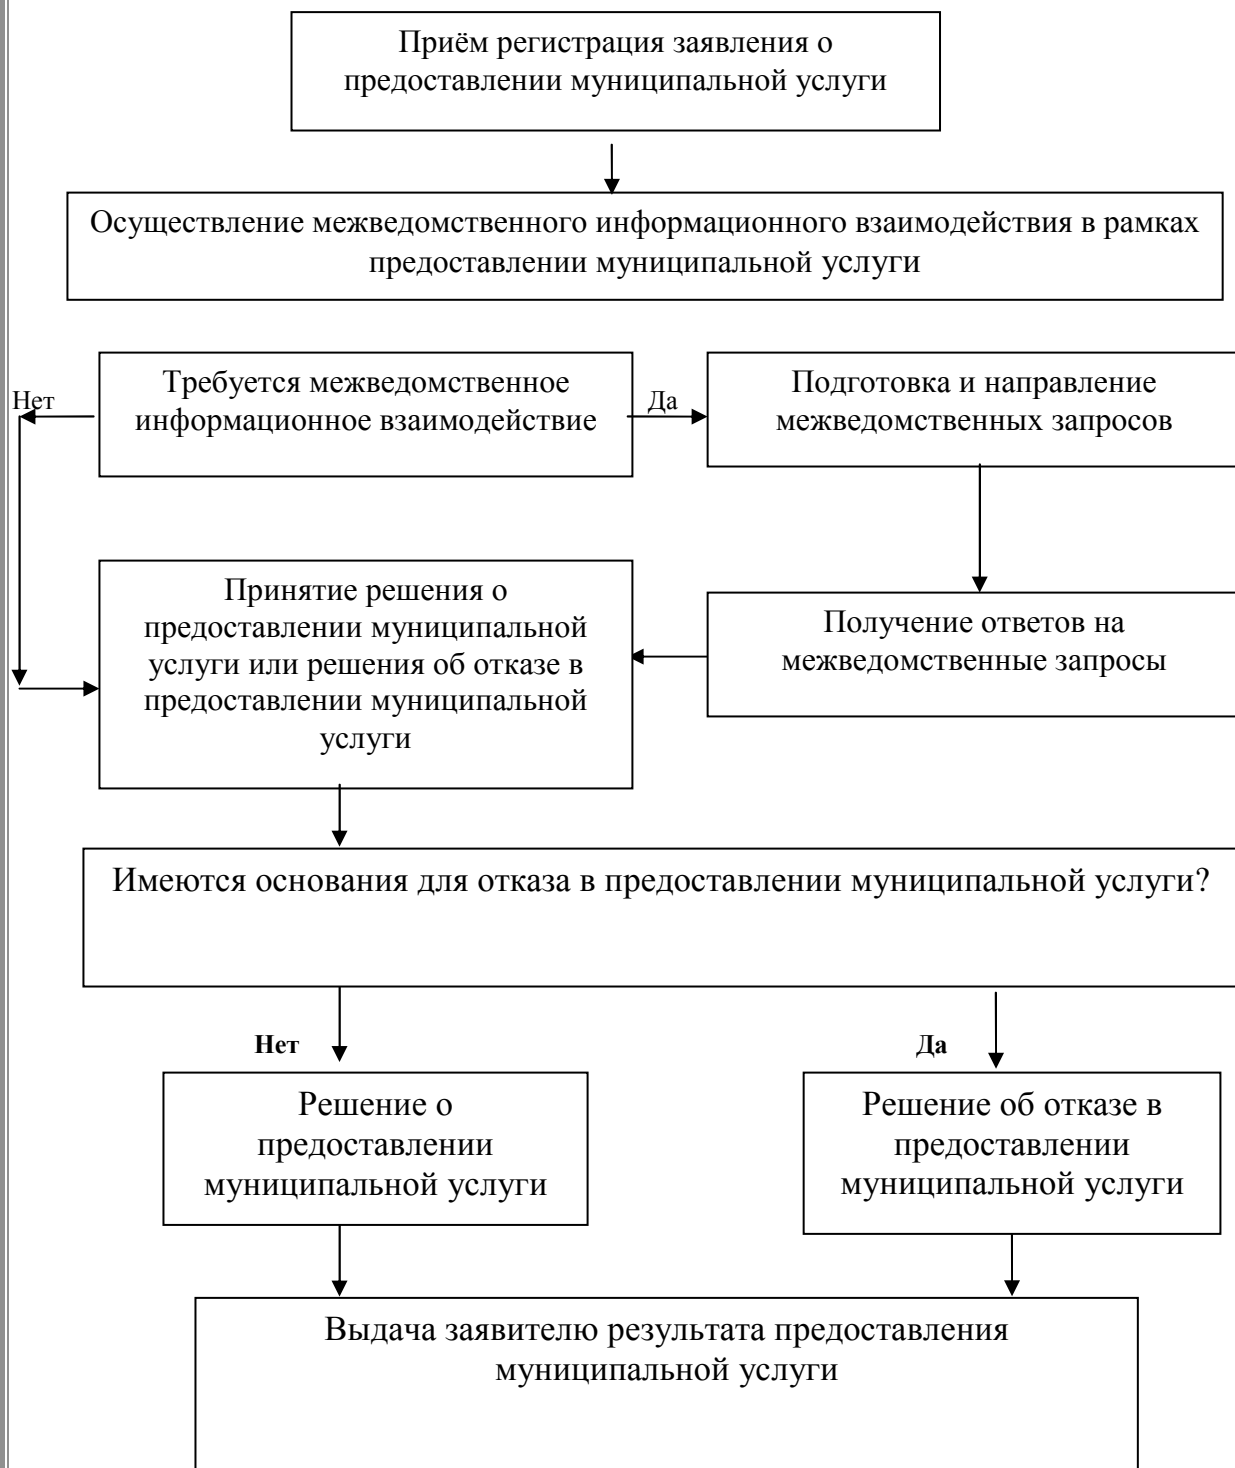 Приём регистрация заявления о
предоставлении муниципальной услуги
Осуществление межведомственного информационного взаимодействия в рамках
предоставлении муниципальной услуги
Нет
Требуется межведомственное
информационное взаимодействие
Да
Подготовка и направление
межведомственных запросов
Принятие решения о
предоставлении муниципальной
услуги или решения об отказе в
предоставлении муниципальной
услуги
Получение ответов на
межведомственные запросы
Имеются основания для отказа в предоставлении муниципальной услуги?
Нет
Да
Решение о
предоставлении
муниципальной услуги
Решение об отказе в
предоставлении
муниципальной услуги
Выдача заявителю результата предоставления
муниципальной услуги